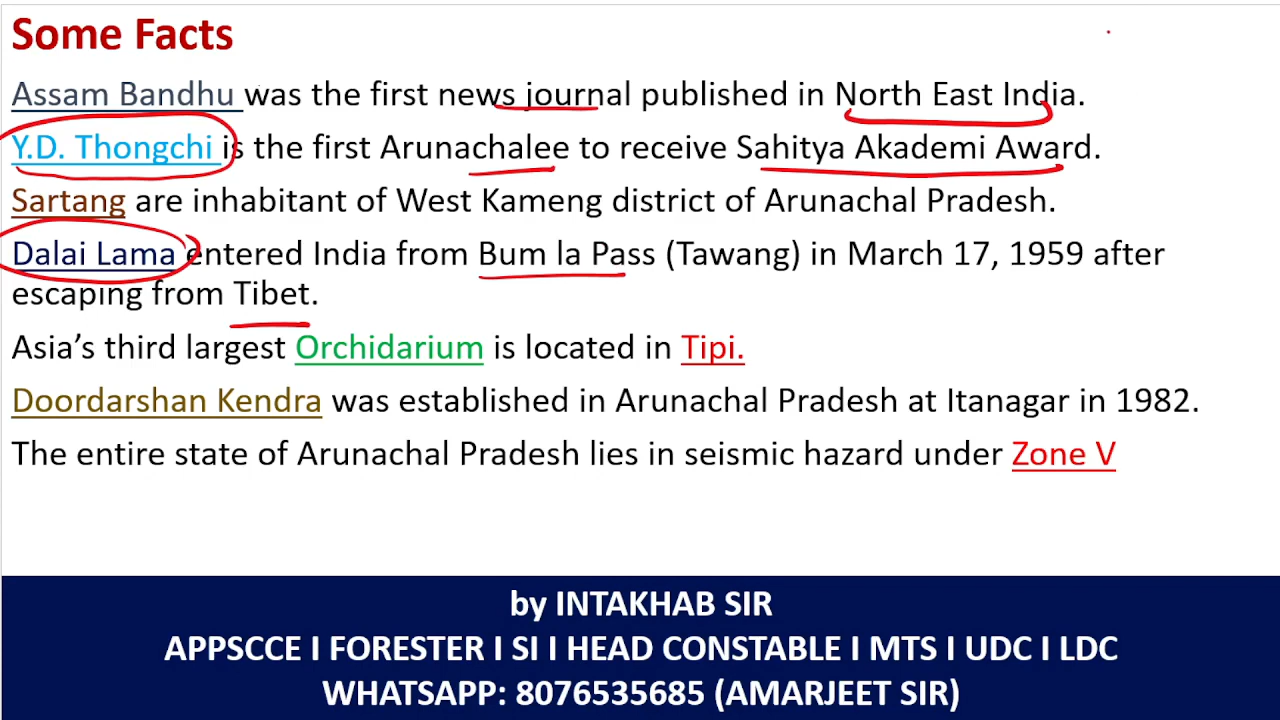 Some Facts
Assam Bandhu was the first news journal published in North East India.
Y.D. Thongchi is the first Arunachalee to receive Sahitya Akademi Award.
Sartang are inhabitant of West Kameng district of Arunachal Pradesh.
Dalai Lama entered India from Bum la Pass (Tawang) in March 17, 1959 after
escaping from Tibet.
Asia’s third largest Orchidarium is located in Tipi.
Doordarshan Kendra was established in Arunachal Pradesh at Itanagar in 1982.
The entire state of Arunachal Pradesh lies in seismic hazard under Zone V
by INTAKHAB SIR
APPSCCE I FORESTER I SI I HEAD CONSTABLE I MTS I UDC I LDC
WHATSAPP: 8076535685 (AMARJEET SIR)